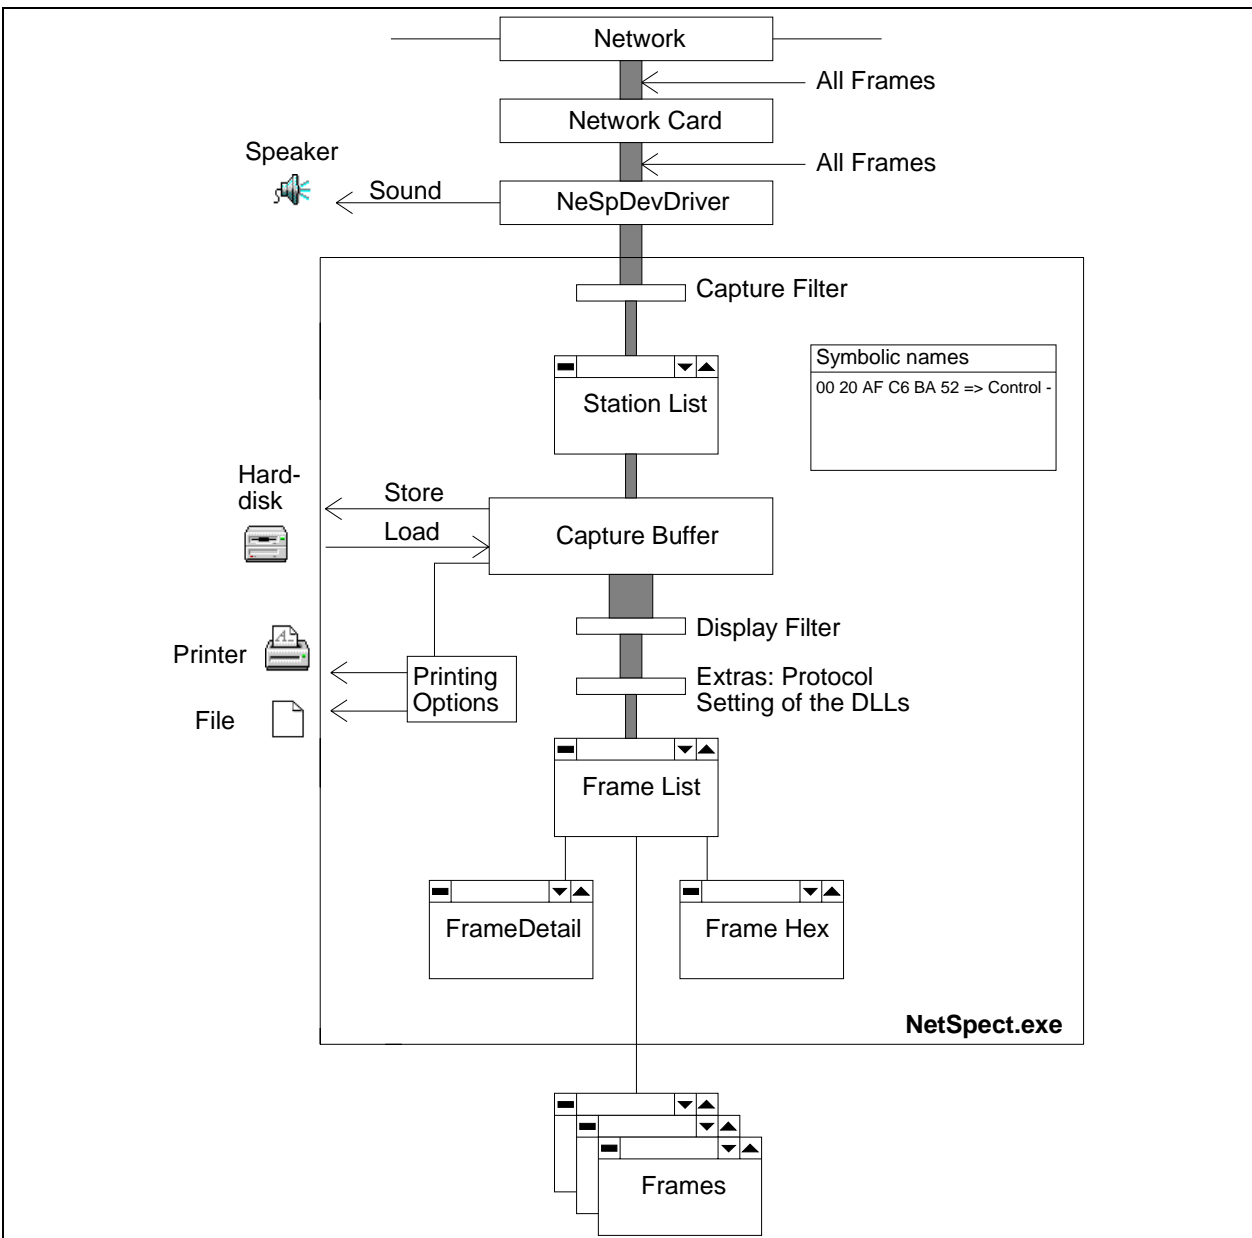 Network
All Frames
Network Card
Speaker
All Frames
Sound
NeSpDevDriver
Capture Filter
Symbolic names
00 20 AF C6 BA 52 => Control -
Station List
Hard-
disk
Store
Load
Capture Buffer
Display Filter
Printer
Printing
Options
Extras: Protocol
Setting of the DLLs
File
Frame List
FrameDetail
Frame Hex
NetSpect.exe
Frames